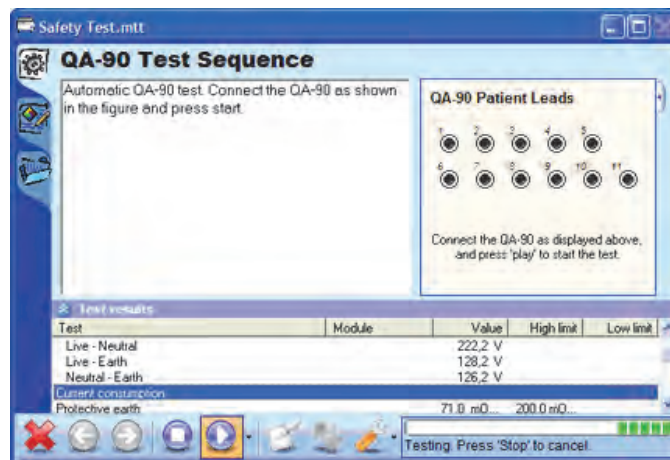 Safety Test.mtt
QA-90 Test Sequence
Automatic QA-90 test. Connect the QA-90 as shown
in the figure and press start.
QA-90 Patient Leads
1 2 3 4 5
6 7 8 9 10 11
Connect the QA-90 as displayed above,
and press 'play' to start the test.
Test results
Test Module Value High limit Low limit
Live - Neutral 222,2 V
Live - Earth 128,2 V
Neutral - Earth 126,2 V
Current consumption
Protective earth 71.0 mO... 200.0 mO...
Testing. Press 'Stop' to cancel.